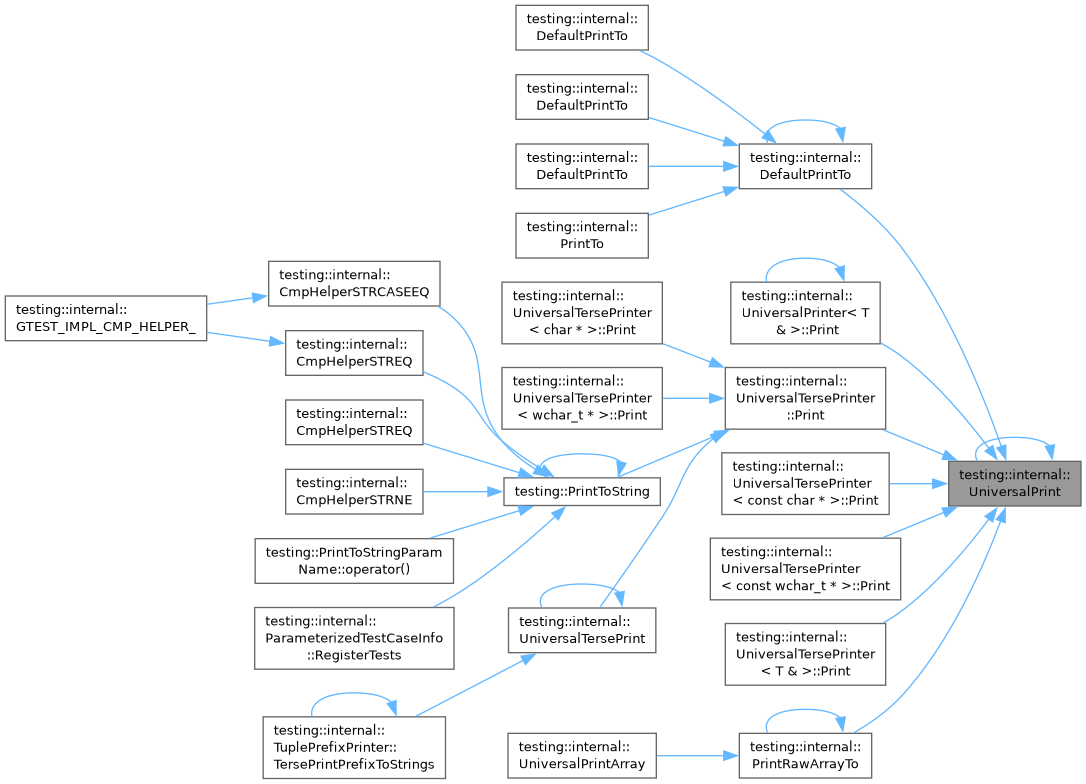 testing::internal::
DefaultPrintTo
testing::internal::
DefaultPrintTo
testing::internal::
DefaultPrintTo
testing::internal::
DefaultPrintTo
testing::internal::
PrintTo
testing::internal::
CmpHelperSTRCASEEQ
testing::internal::
GTEST_IMPL_CMP_HELPER_
testing::internal::
UniversalTersePrinter
< char * >::Print
testing::internal::
UniversalPrinter< T
& >::Print
testing::internal::
CmpHelperSTREQ
testing::internal::
UniversalTersePrinter
< wchar_t * >::Print
testing::internal::
UniversalTersePrinter
::Print
testing::internal::
CmpHelperSTREQ
testing::internal::
CmpHelperSTRNE
testing::PrintToString
testing::internal::
UniversalTersePrinter
< const char * >::Print
testing::internal::
UniversalPrint
testing::PrintToStringParam
Name::operator()
testing::internal::
UniversalTersePrinter
< const wchar_t * >::Print
testing::internal::
ParameterizedTestCaseInfo
::RegisterTests
testing::internal::
UniversalTersePrint
testing::internal::
UniversalTersePrinter
< T & >::Print
testing::internal::
TuplePrefixPrinter::
TersePrintPrefixToStrings
testing::internal::
UniversalPrintArray
testing::internal::
PrintRawArrayTo